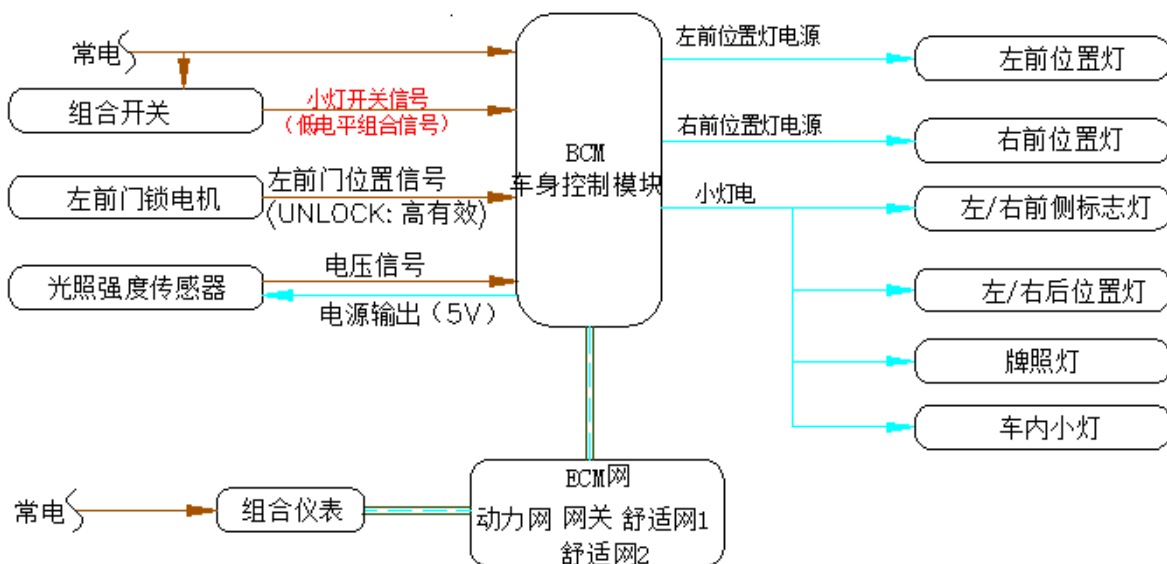 常电
组合开关
小灯开关信号
（低电平组合信号）
左前门锁电机
左前门位置信号
(UNLOCK: 高有效)
光照强度传感器
电压信号
电源输出（5V）
BCM
车身控制模块
左前位置灯电源
左前位置灯
右前位置灯电源
右前位置灯
小灯电
左/右前侧标志灯
左/右后位置灯
牌照灯
车内小灯
常电
组合仪表
ECM网
动力网 网关 舒适网1
舒适网2